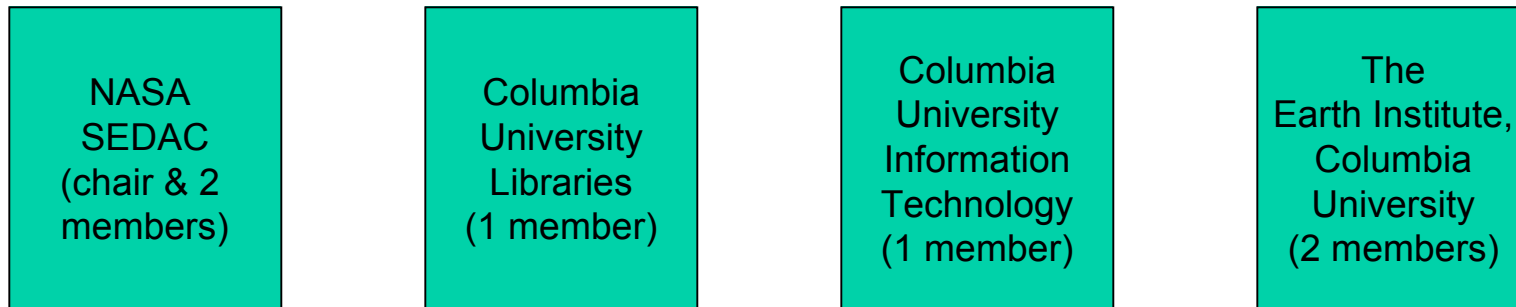 NASA
SEDAC
(chair & 2
members)
Columbia
University
Libraries
(1 member)
Columbia
University
Information
Technology
(1 member)
The
Earth Institute,
Columbia
University
(2 members)